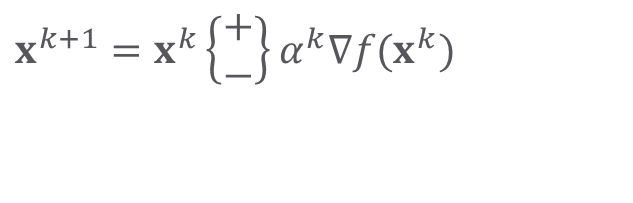 𝐱^{k+1} = 𝐱^k {+ −} α^k ∇f(𝐱^k)